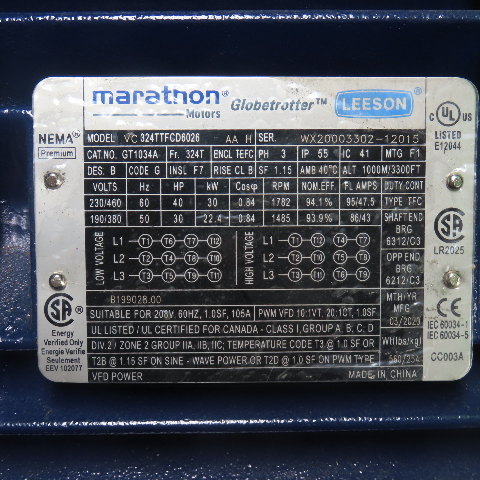 marathon® Motors Globetrotter™ LEESON®
NEMA® Premium
C UL US LISTED E12044
MODEL VC 324TTFCD6026 AA H SER. WX20003302-12015
CAT NO. GT1034A Fr. 324T ENCL TEFC PH 3 IP 55 IC 41 MTG F1
DES. B CODE G INSL F7 RISE CL B SF 1.15 AMB 40°C ALT 1000M/3300FT
VOLTS Hz HP kW Cosφ RPM NOM.EFF. FL AMPS DUTY CONT
230/460 60 40 30 0.84 1782 94.1% 95/47.5 TYPE TFC
190/380 50 30 22.4 0.84 1485 93.9% 86/43 SHAFT END BRG 6312/C3
LOW VOLTAGE
L1 T1 T6 T7 T12
L2 T2 T4 T8 T10
L3 T3 T5 T9 T11
HIGH VOLTAGE
L1 T1 T12 T4 T7
L2 T2 T10 T5 T8
L3 T3 T11 T6 T9
OPP END BRG 6212/C3
SA LR2025
B199028.00
MTH/YR MFG 03/2020
SUITABLE FOR 208V 60HZ, 1.0SF, 105A PWM VFD 10:1VT, 20:1CT, 1.0SF
UL LISTED / UL CERTIFIED FOR CANADA - CLASS I, GROUP A, B, C, D
DIV.2 / ZONE 2 GROUP IIA, IIB, IIC; TEMPERATURE CODE T3 @ 1.0 SF OR
T2B @ 1.15 SF ON SINE - WAVE POWER OR T2D @ 1.0 SF ON PWM TYPE
VFD POWER
Wt(lbs/kg) 560/254
MADE IN CHINA
SA
Energy
Verified Only
Energie Verifié
Seulement
EEV 102077
CE
IEC 60034-1
IEC 60034-5
CC003A